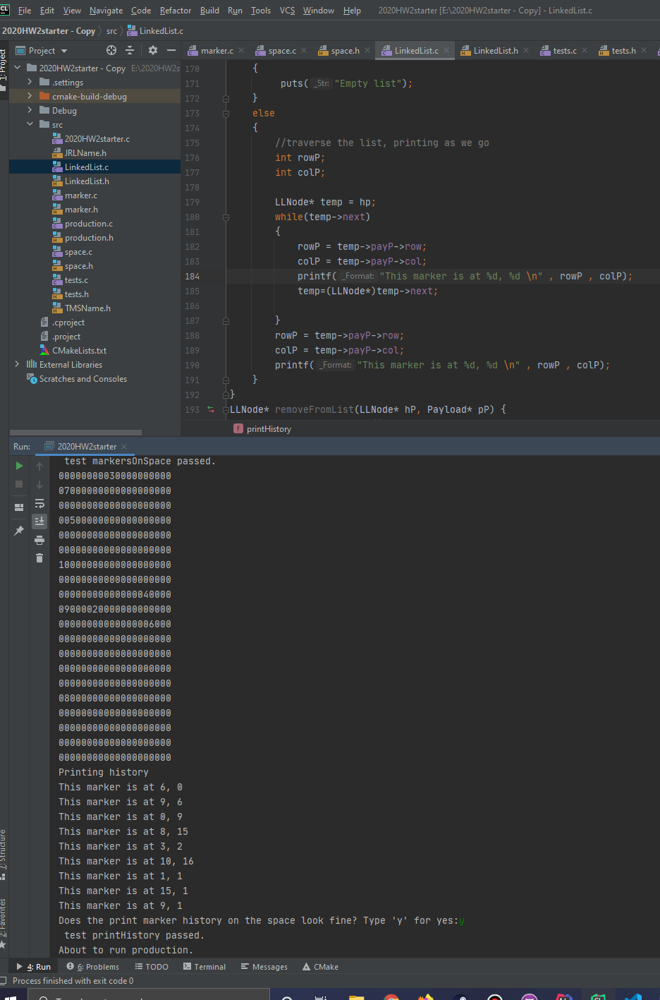 CL File Edit View Navigate Code Refactor Build Run Tools VCS Window Help 2020HW2starter [E:\2020HW2starter - Copy] - LinkedList.c
2020HW2starter - Copy src LinkedList.c
Project marker.c space.c space.h LinkedList.c LinkedList.h tests.c tests.h
1: Project
2020HW2starter - Copy E:\2020HW2s
.settings
cmake-build-debug
Debug
src
2020HW2starter.c
JRLName.h
LinkedList.c
LinkedList.h
marker.c
marker.h
production.c
production.h
space.c
space.h
tests.c
tests.h
TMSName.h
.cproject
.project
CMakeLists.txt
External Libraries
Scratches and Consoles
170 {
171 puts( _Str: "Empty list");
172 }
173 else
174 {
175 //traverse the list, printing as we go
176 int rowP;
177 int colP;
178
179 LLNode* temp = hp;
180 while(temp->next)
181 {
182 rowP = temp->payP->row;
183 colP = temp->payP->col;
184 printf( _Format: "This marker is at %d, %d \n" , rowP , colP);
185 temp=(LLNode*)temp->next;
186
187 }
188 rowP = temp->payP->row;
189 colP = temp->payP->col;
190 printf( _Format: "This marker is at %d, %d \n" , rowP , colP);
191 }
192 }
193 LLNode* removeFromList(LLNode* hP, Payload* pP) {
f printHistory
Run: 2020HW2starter
test markersOnSpace passed.
00000000030000000000
07000000000000000000
00000000000000000000
00500000000000000000
00000000000000000000
00000000000000000000
10000000000000000000
00000000000000000000
00000000000000040000
09000020000000000000
00000000000000006000
00000000000000000000
00000000000000000000
00000000000000000000
00000000000000000000
08000000000000000000
00000000000000000000
00000000000000000000
00000000000000000000
00000000000000000000
Printing history
This marker is at 6, 0
This marker is at 9, 6
This marker is at 0, 9
This marker is at 8, 15
This marker is at 3, 2
This marker is at 10, 16
This marker is at 1, 1
This marker is at 15, 1
This marker is at 9, 1
Does the print marker history on the space look fine? Type 'y' for yes:y
test printHistory passed.
About to run production.
7: Structure
2: Favorites
4: Run 6: Problems TODO Terminal Messages CMake
Process finished with exit code 0